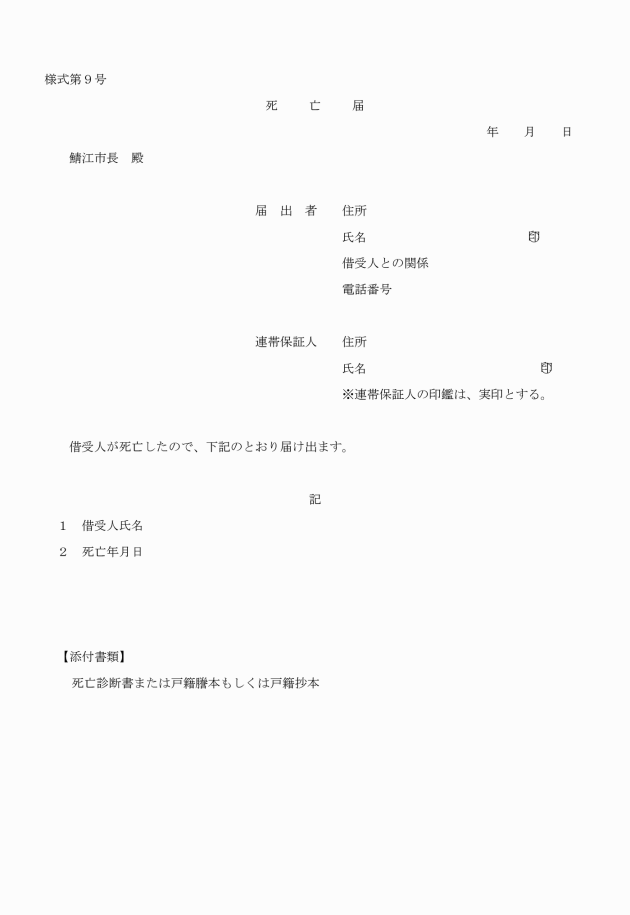 様式第９号
死　亡　届
年　月　日
鯖江市長　殿
届　出　者　住所
氏名　㊞
借受人との関係
電話番号
連帯保証人　住所
氏名　㊞
※連帯保証人の印鑑は、実印とする。
借受人が死亡したので、下記のとおり届け出ます。
記
１　借受人氏名
２　死亡年月日
【添付書類】
死亡診断書または戸籍謄本もしくは戸籍抄本